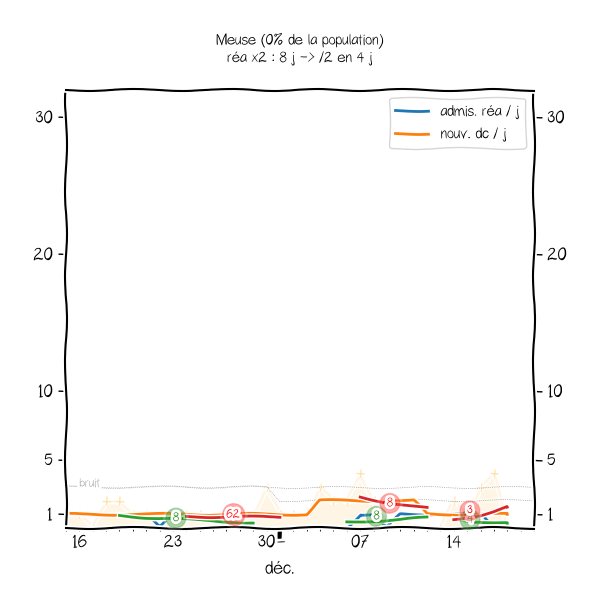 Meuse (0% de la population)
réa x2 : 8 j -> /2 en 4 j
admis. réa / j
nouv. dc / j
30 30
20 20
10 10
5 5
bruit
1 1
8 62 8 8 3
16 23 30 07 14
déc.